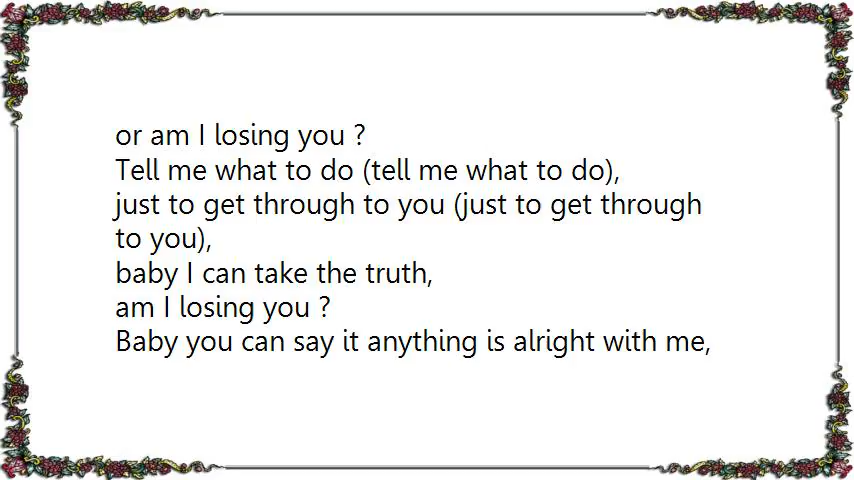 or am I losing you ?
Tell me what to do (tell me what to do),
just to get through to you (just to get through
to you),
baby I can take the truth,
am I losing you ?
Baby you can say it anything is alright with me,